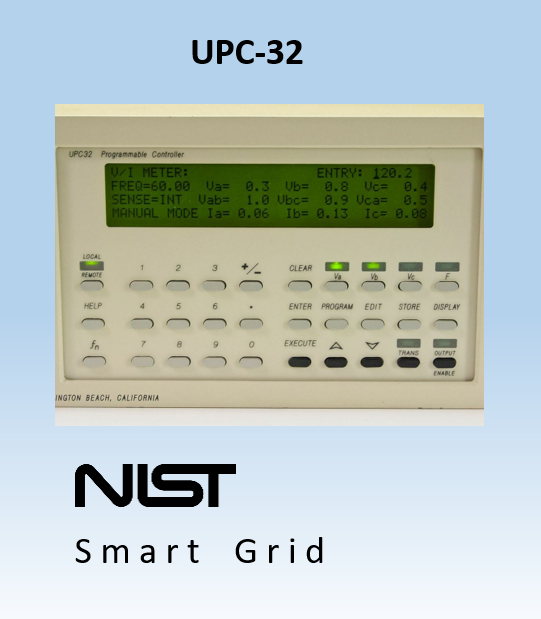 UPC-32
UPC32 Programmable Controller
V/I METER: ENTRY: 120.2
FREQ=60.00 Va= 0.3 Vb= 0.8 Vc= 0.4
SENSE=INT Vab= 1.0 Vbc= 0.9 Vca= 0.5
MANUAL MODE Ia= 0.06 Ib= 0.13 Ic= 0.08
LOCAL
REMOTE
1 2 3 +/− CLEAR Va Vb Vc F
HELP 4 5 6 • ENTER PROGRAM EDIT STORE DISPLAY
fn 7 8 9 0 EXECUTE TRANS OUTPUT
ENABLE
INGTON BEACH, CALIFORNIA
NIST
Smart Grid